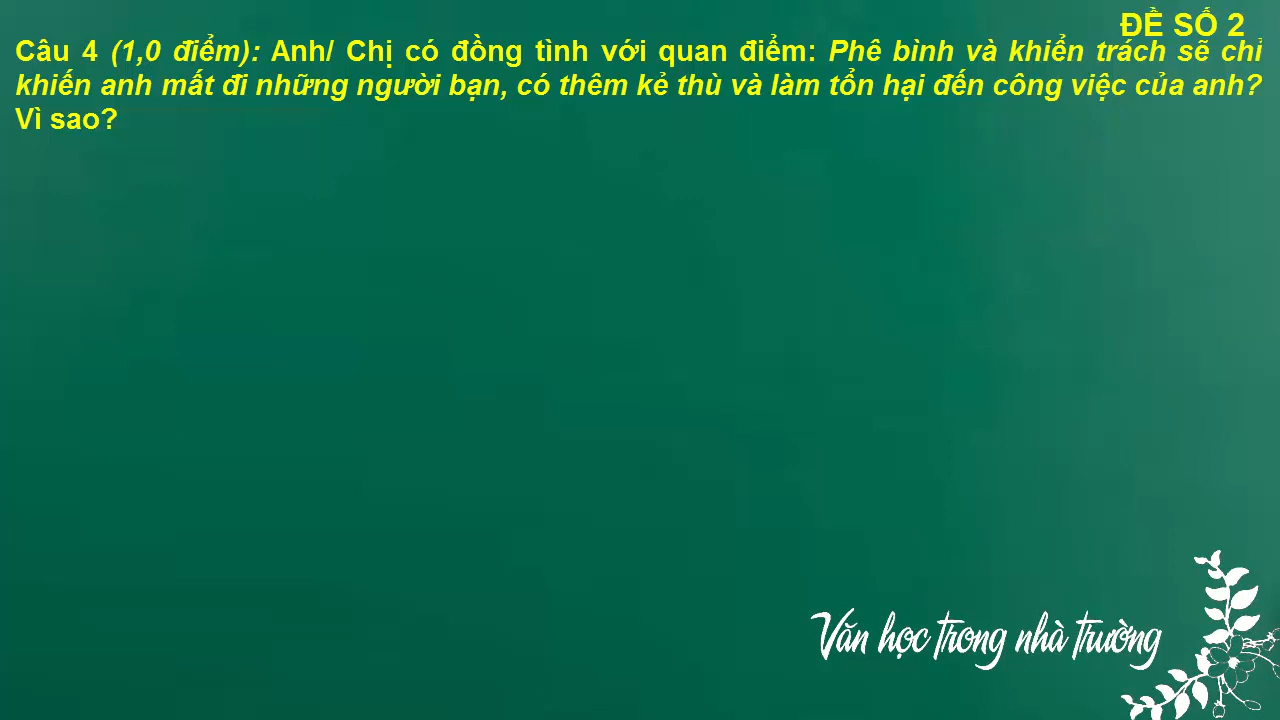 ĐỀ SỐ 2
Câu 4 (1,0 điểm): Anh/ Chị có đồng tình với quan điểm: Phê bình và khiển trách sẽ chỉ
khiến anh mất đi những người bạn, có thêm kẻ thù và làm tổn hại đến công việc của anh?
Vì sao?
Văn học trong nhà trường